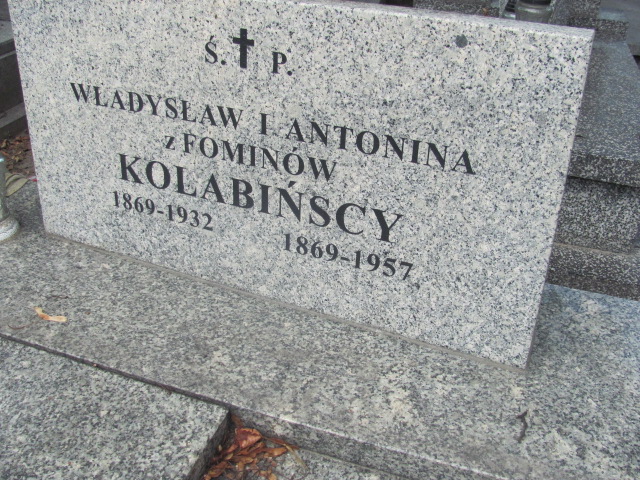 Ś. P.
WŁADYSŁAW I ANTONINA
z FOMINÓW
KOLABIŃSCY
1869-1932 1869-1957